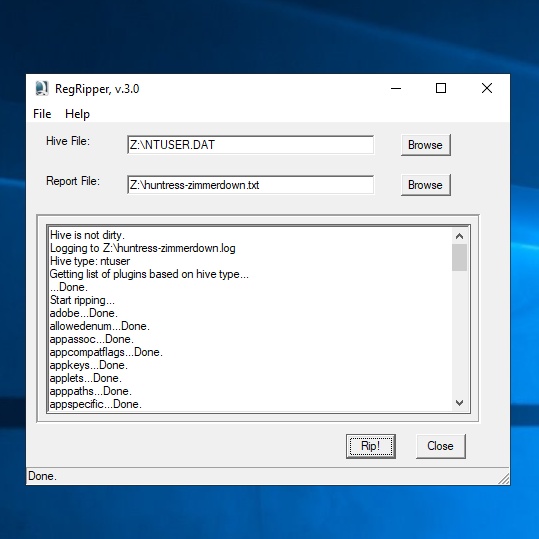 RegRipper, v.3.0
File Help
Hive File: Z:\NTUSER.DAT Browse
Report File: Z:\huntress-zimmerdown.txt Browse
Hive is not dirty.
Logging to Z:\huntress-zimmerdown.log
Hive type: ntuser
Getting list of plugins based on hive type...
...Done.
Start ripping...
adobe...Done.
allowedenum...Done.
appassoc...Done.
appcompatflags...Done.
appkeys...Done.
applets...Done.
apppaths...Done.
appspecific...Done.
Rip! Close
Done.